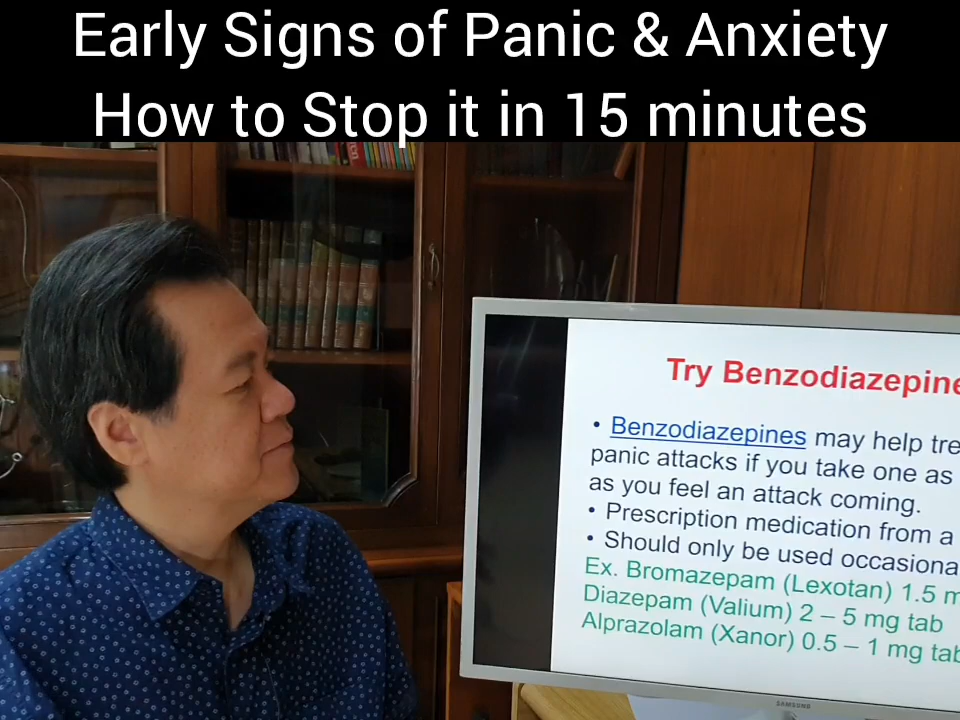 Early Signs of Panic & Anxiety
How to Stop it in 15 minutes
Try Benzodiazepine
• Benzodiazepines may help tre
panic attacks if you take one as
as you feel an attack coming.
• Prescription medication from a
• Should only be used occasiona
Ex. Bromazepam (Lexotan) 1.5 m
Diazepam (Valium) 2 – 5 mg tab
Alprazolam (Xanor) 0.5 – 1 mg tab
SAMSUNG